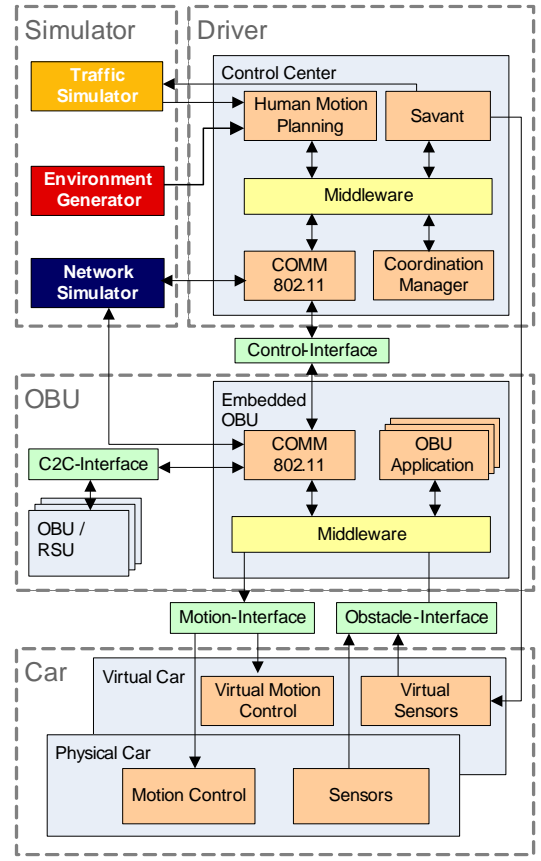 Simulator
Driver
Traffic
Simulator
Environment
Generator
Network
Simulator
Control Center
Human Motion
Planning
Savant
Middleware
COMM
802.11
Coordination
Manager
Control-Interface
OBU
Embedded
OBU
COMM
802.11
OBU
Application
C2C-Interface
OBU /
RSU
Middleware
Motion-Interface
Obstacle-Interface
Car
Virtual Car
Virtual Motion
Control
Virtual
Sensors
Physical Car
Motion Control
Sensors